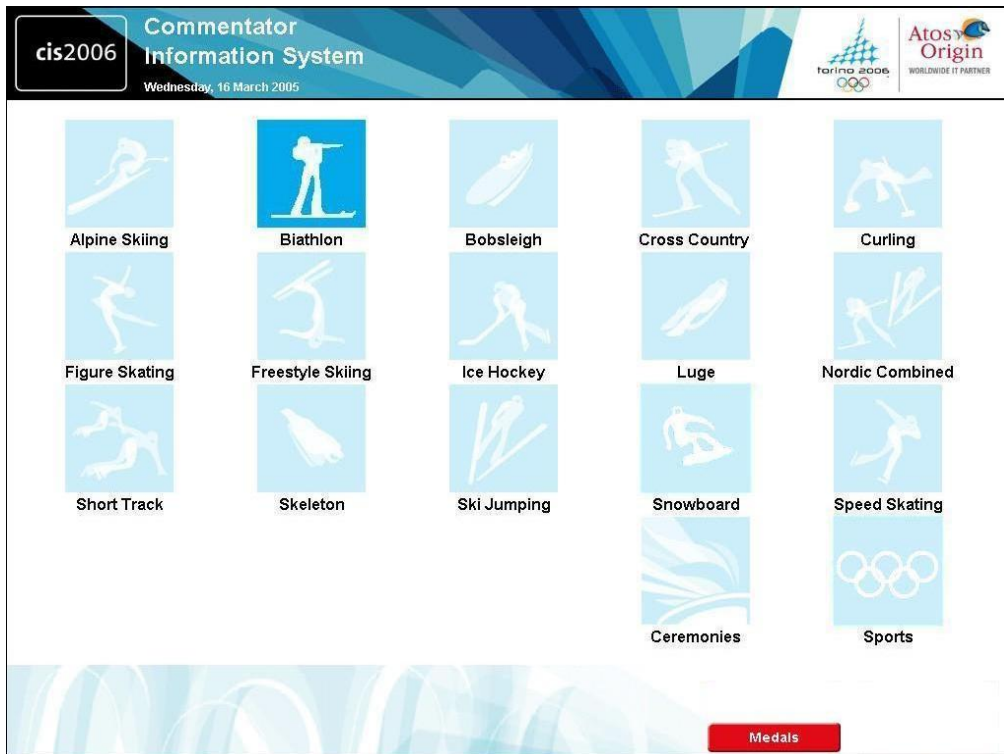 cis2006
Commentator
Information System
Wednesday, 16 March 2005
torino 2006
Atos
Origin
WORLDWIDE IT PARTNER
Alpine Skiing
Biathlon
Bobsleigh
Cross Country
Curling
Figure Skating
Freestyle Skiing
Ice Hockey
Luge
Nordic Combined
Short Track
Skeleton
Ski Jumping
Snowboard
Speed Skating
Ceremonies
Sports
Medals